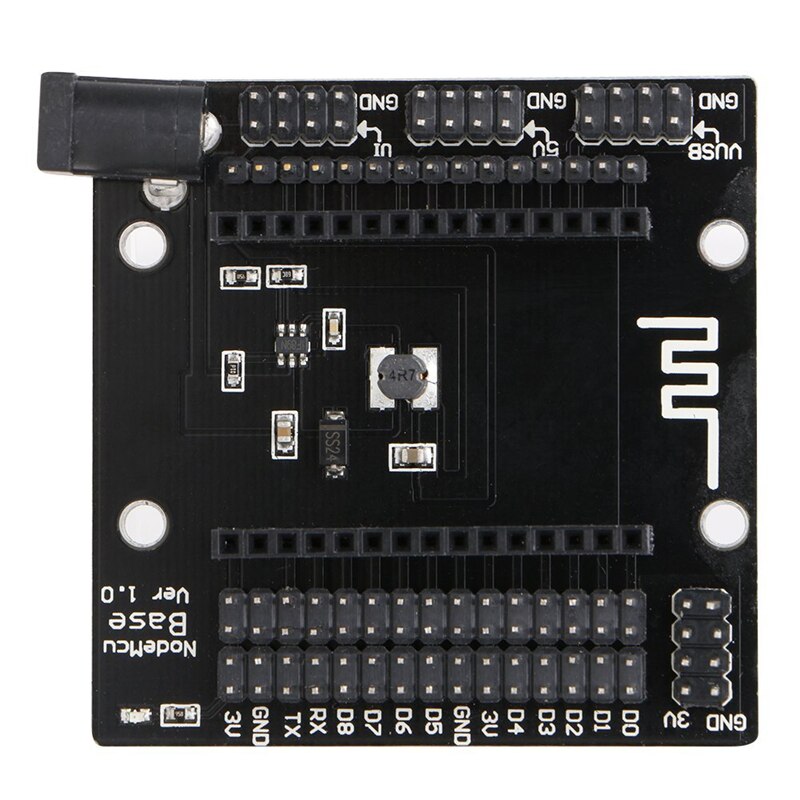 GND
GND
GND
UI
5V
VUSB
4R7
SS24
NodeMcu
Base
Ver 1.0
3V
GND
TX
RX
D8
D7
D6
D5
GND
3V
D4
D3
D2
D1
D0
3V
GND